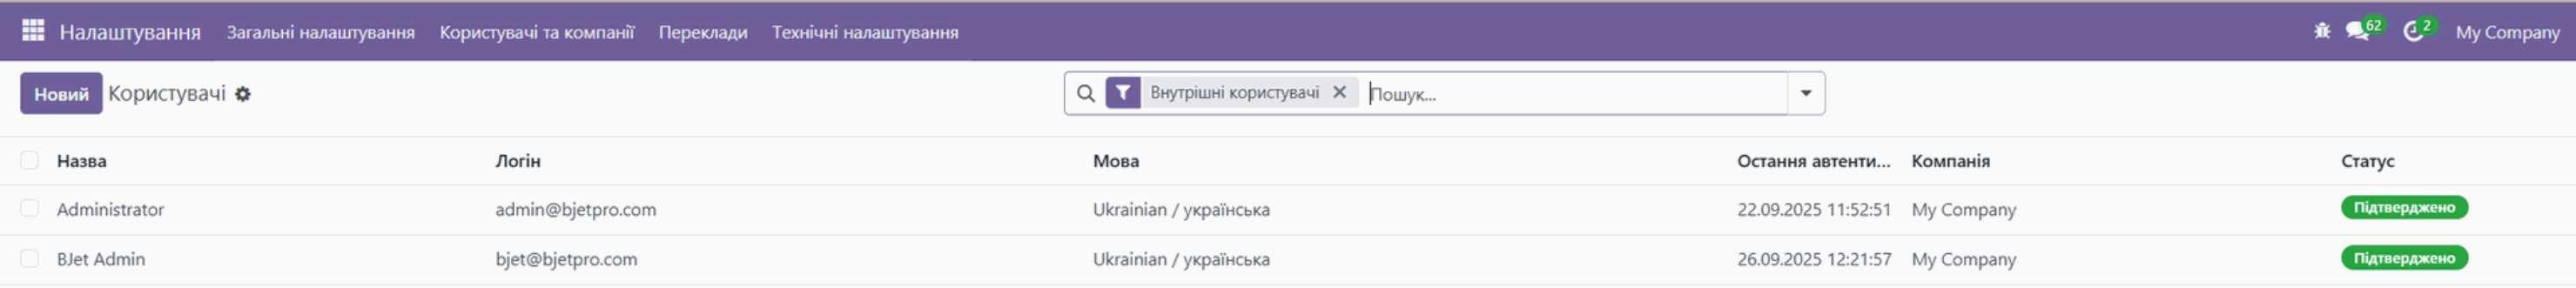 Налаштування Загальні налаштування Користувачі та компанії Переклади Технічні налаштування 62 2 My Company
Новий Користувачі Внутрішні користувачі Пошук...
Назва Логін Мова Остання автенти... Компанія Статус
Administrator admin@bjetpro.com Ukrainian / українська 22.09.2025 11:52:51 My Company Підтверджено
BJet Admin bjet@bjetpro.com Ukrainian / українська 26.09.2025 12:21:57 My Company Підтверджено